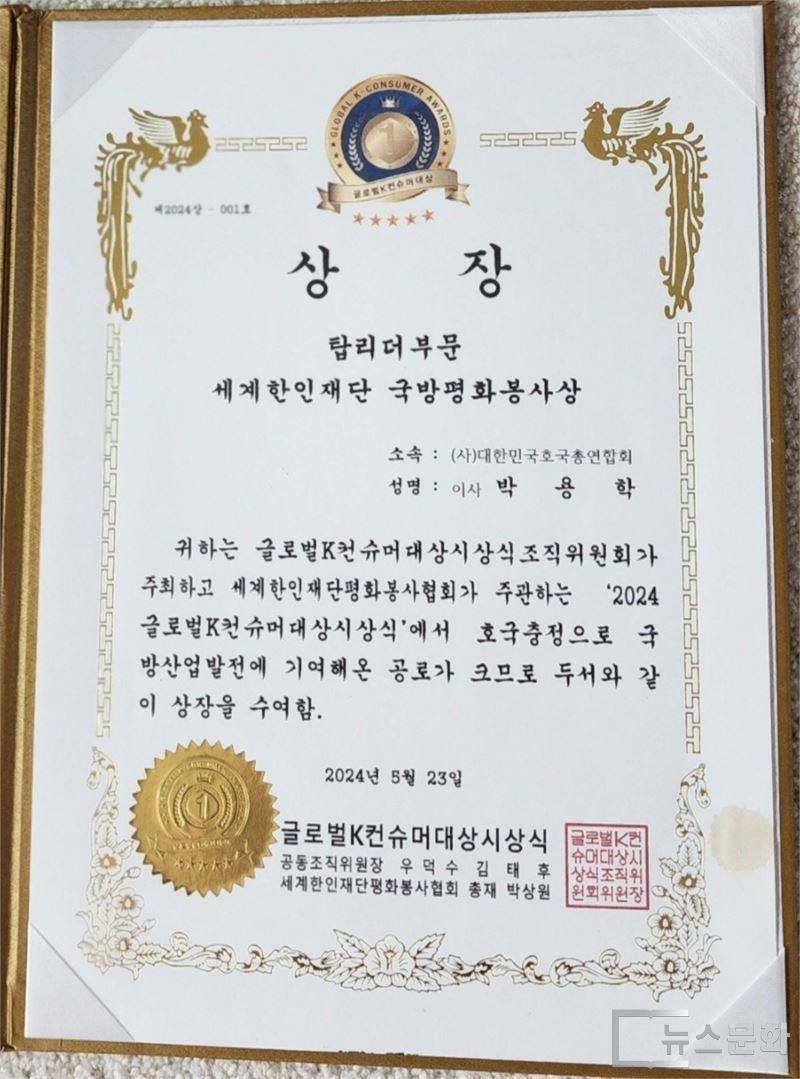 GLOBAL K-CONSUMER AWARDS
1
글로벌K컨슈머대상
제2024상 - 001호
상 장
탑리더부문
세계한인재단 국방평화봉사상
소속 : (사)대한민국호국총연합회
성명 : 이사 박 용 학
귀하는 글로벌K컨슈머대상시상식조직위원회가
주최하고 세계한인재단평화봉사협회가 주관하는 '2024
글로벌K컨슈머대상시상식'에서 호국충정으로 국
방산업발전에 기여해온 공로가 크므로 두서와 같
이 상장을 수여함.
2024년 5월 23일
1
글로벌K컨슈머대상시상식
공동조직위원장 우덕수 김태후
세계한인재단평화봉사협회 총재 박상원
글로벌K컨
슈머대상시
상식조직위
원회위원장
뉴스문화